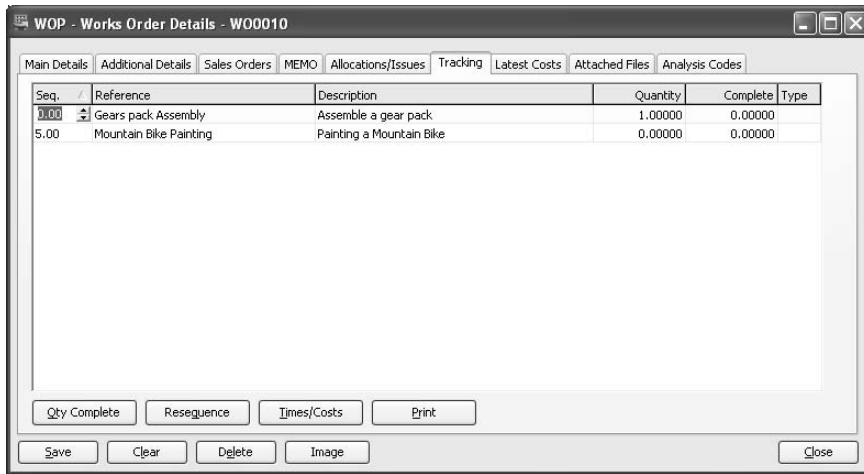 WOP - Works Order Details - WO0010
Main Details Additional Details Sales Orders MEMO Allocations/Issues Tracking Latest Costs Attached Files Analysis Codes
Seq. Reference Description Quantity Complete Type
0.00 Gears pack Assembly Assemble a gear pack 1.00000 0.00000
5.00 Mountain Bike Painting Painting a Mountain Bike 0.00000 0.00000
Qty Complete Resequence Times/Costs Print
Save Clear Delete Image Close